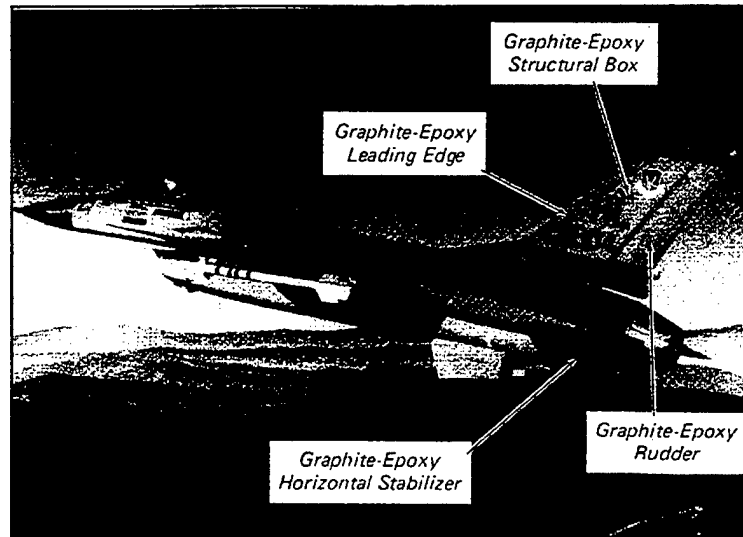 Graphite-Epoxy
Structural Box
Graphite-Epoxy
Leading Edge
Graphite-Epoxy
Rudder
Graphite-Epoxy
Horizontal Stabilizer